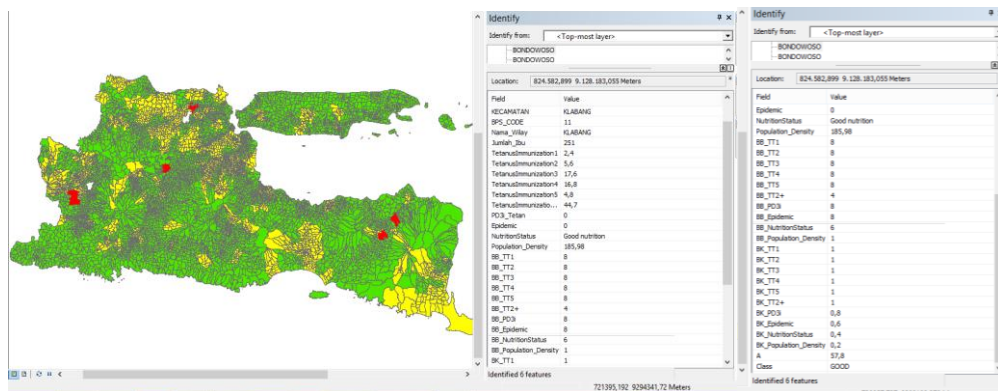 Identify
Identify from: <Top-most layer>
BONDOWOSO
BONDOWOSO
Location: 824.582,899 9.128.183,055 Meters
Field Value
KECAMATAN KLABANG
BPS_CODE 11
Nama_Wilay KLABANG
Jumlah_Ibu 251
TetanusImmunization1 2,4
TetanusImmunization2 5,6
TetanusImmunization3 17,6
TetanusImmunization4 16,8
TetanusImmunization5 4,8
TetanusImmunizatio... 44,7
PD3i_Tetan 0
Epidemic 0
NutritionStatus Good nutrition
Population_Density 185,98
BB_TT1 8
BB_TT2 8
BB_TT3 8
BB_TT4 8
BB_TT5 8
BB_TT2+ 4
BB_PD3i 8
BB_Epidemic 8
BB_NutritionStatus 6
BB_Population_Density 1
BK_TT1 1
Identified 6 features
721395,192 9294341,72 Meters
Identify
Identify from: <Top-most layer>
BONDOWOSO
BONDOWOSO
Location: 824.582,899 9.128.183,055 Meters
Field Value
Epidemic 0
NutritionStatus Good nutrition
Population_Density 185,98
BB_TT1 8
BB_TT2 8
BB_TT3 8
BB_TT4 8
BB_TT5 8
BB_TT2+ 4
BB_PD3i 8
BB_Epidemic 8
BB_NutritionStatus 6
BB_Population_Density 1
BK_TT1 1
BK_TT2 1
BK_TT3 1
BK_TT4 1
BK_TT5 1
BK_TT2+ 1
BK_PD3i 0,8
BK_Epidemic 0,6
BK_NutritionStatus 0,4
BK_Population_Density 0,2
A 57,8
Class GOOD
Identified 6 features